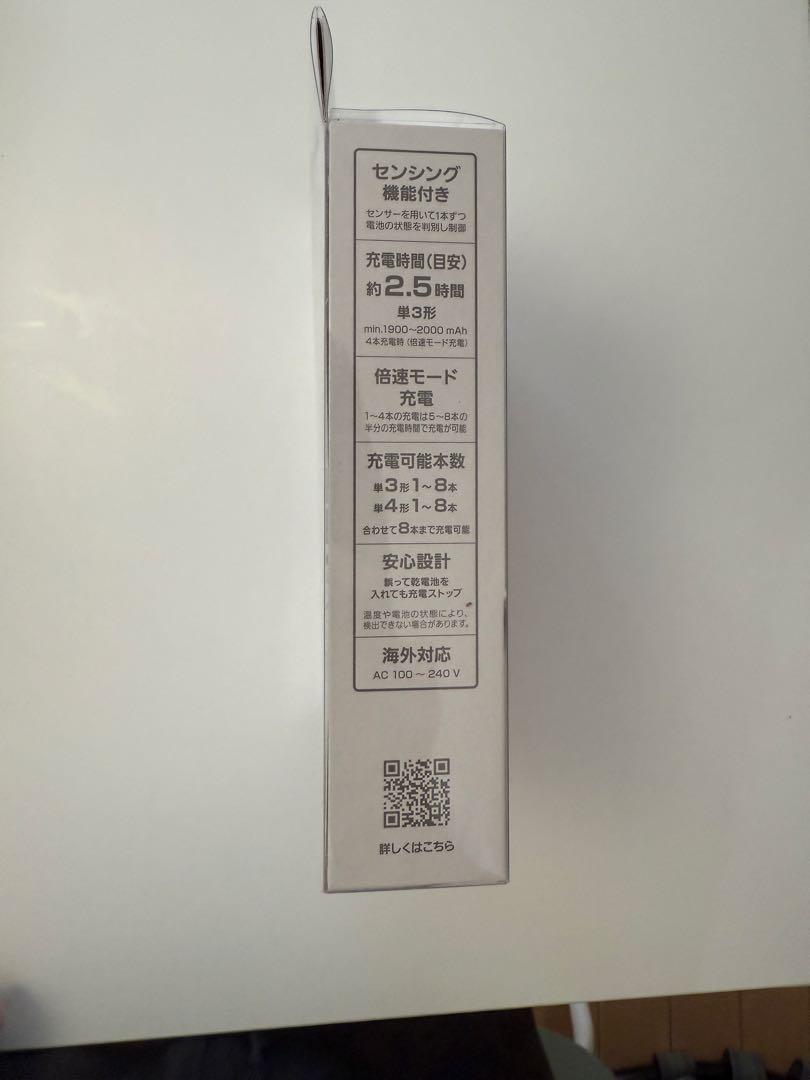 センシング
機能付き
センサーを用いて1本ずつ
電池の状態を判別し制御
充電時間(目安)
約2.5時間
単3形
min.1900〜2000 mAh
4本充電時(倍速モード充電)
倍速モード
充電
1〜4本の充電は5〜8本の
半分の充電時間で充電が可能
充電可能本数
単3形1〜8本
単4形1〜8本
合わせて8本まで充電可能
安心設計
誤って乾電池を
入れても充電ストップ
温度や電池の状態により、
検出できない場合があります。
海外対応
AC 100 〜 240 V
詳しくはこちら